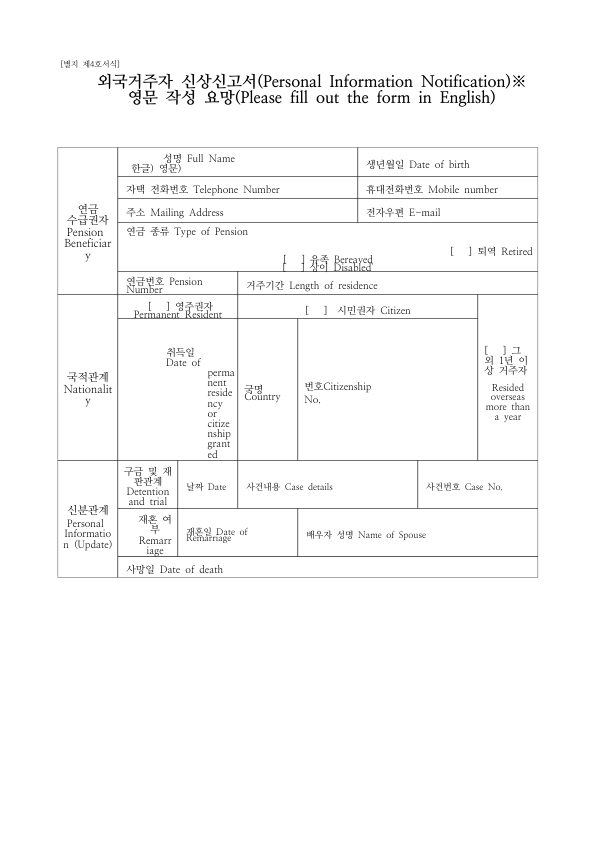 [별지 제4호서식]
외국거주자 신상신고서(Personal Information Notification)※
영문 작성 요망(Please fill out the form in English)
연금
수급권자
Pension
Beneficiar
y
성명 Full Name
한글) 영문)
생년월일 Date of birth
자택 전화번호 Telephone Number
휴대전화번호 Mobile number
주소 Mailing Address
전자우편 E-mail
연금 종류 Type of Pension
[ ] 퇴역 Retired
[ ] 유족 Bereaved
[ ] 상이 Disabled
연금번호 Pension
Number
거주기간 Length of residence
국적관계
Nationalit
y
[ ] 영주권자
Permanent Resident
[ ] 시민권자 Citizen
[ ] 그
외 1년 이
상 거주자
Resided
overseas
more than
a year
취득일
Date of
perma
nent
reside
ncy
or
citize
nship
grant
ed
국명
Country
번호Citizenship
No.
신분관계
Personal
Informatio
n (Update)
구금 및 재
판관계
Detention
and trial
날짜 Date
사건내용 Case details
사건번호 Case No.
재혼 여
부
Remarr
iage
재혼일 Date of
Remarriage
배우자 성명 Name of Spouse
사망일 Date of death